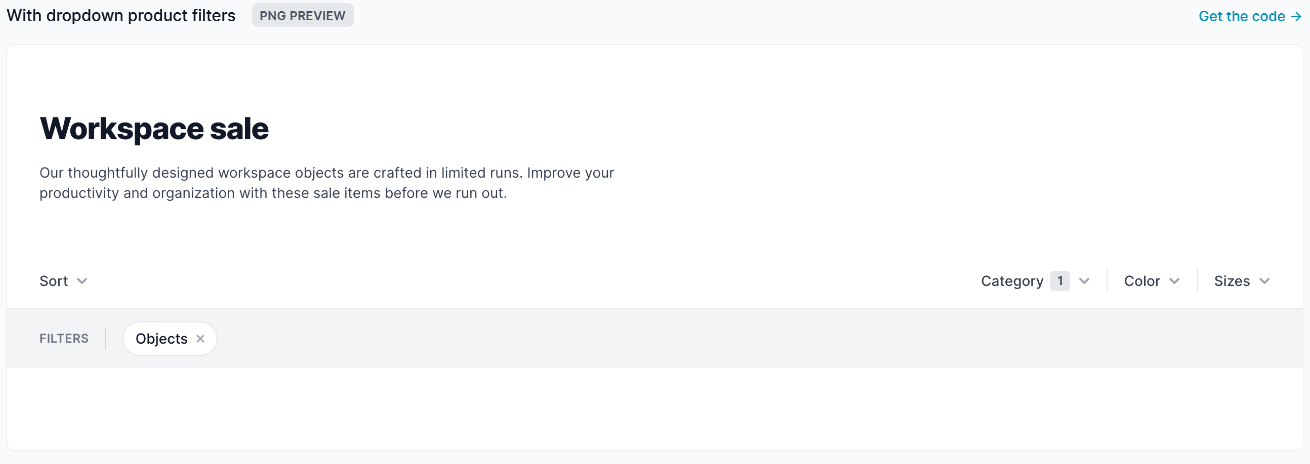 With dropdown product filters PNG PREVIEW Get the code →
Workspace sale
Our thoughtfully designed workspace objects are crafted in limited runs. Improve your
productivity and organization with these sale items before we run out.
Sort Category 1 Color Sizes
FILTERS Objects ×